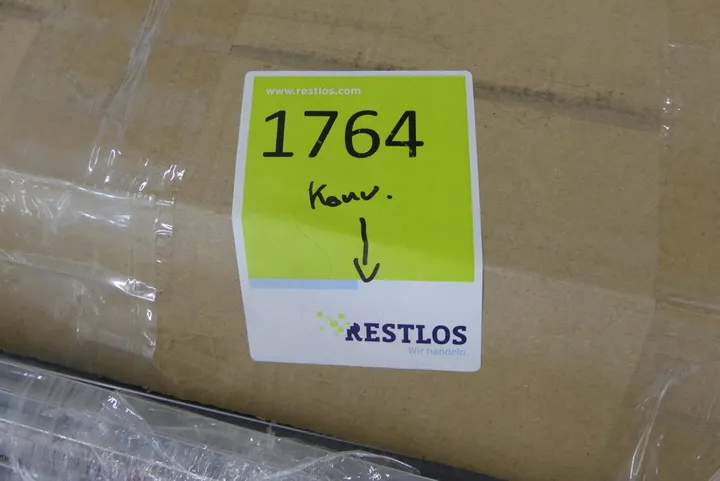 www.restlos.com
1764
Konv.
RESTLOS
Wir handeln.